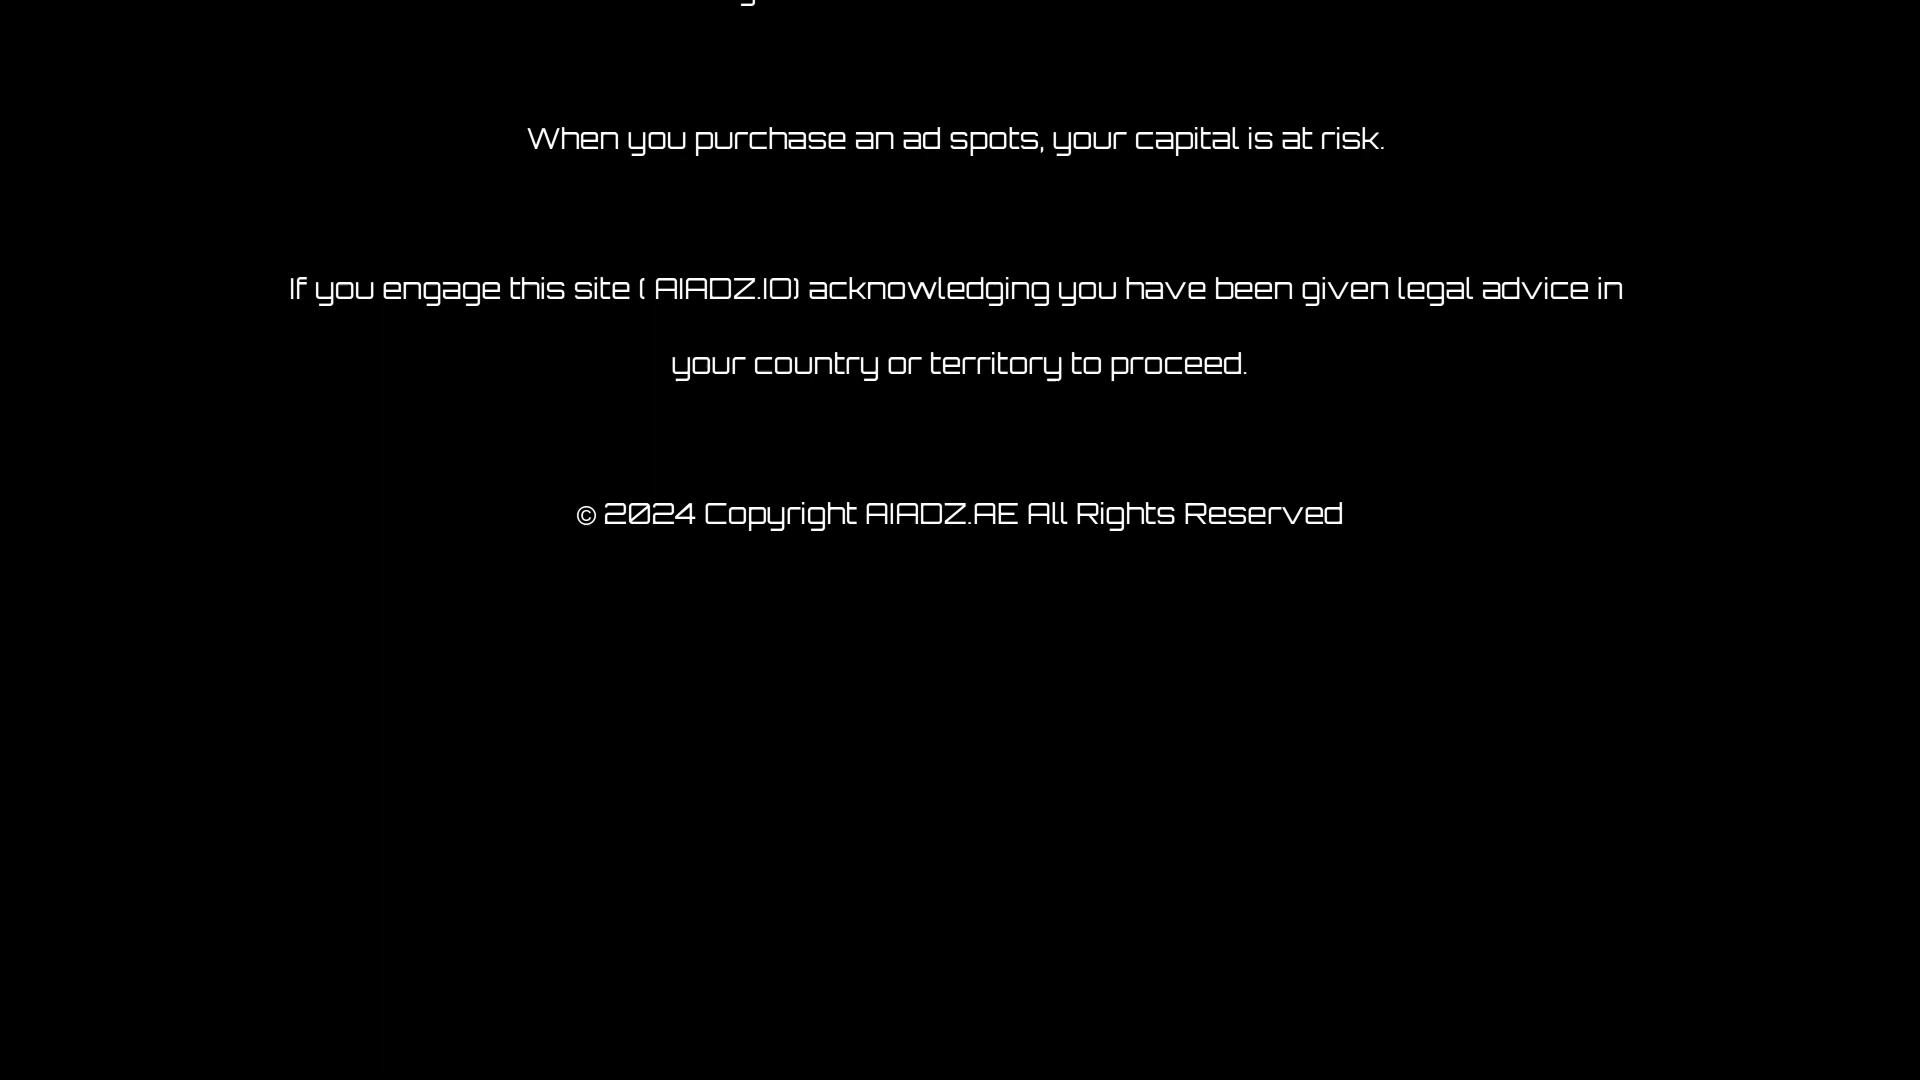 When you purchase an ad spots, your capital is at risk.
If you engage this site ( AIADZ.IO) acknowledging you have been given legal advice in
your country or territory to proceed.
© 2024 Copyright AIADZ.AE All Rights Reserved